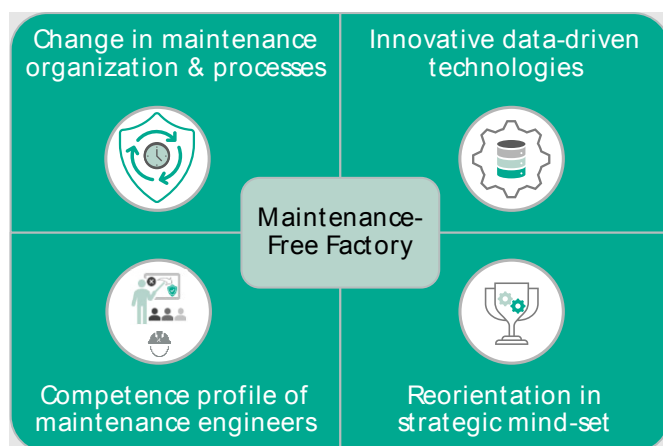 Change in maintenance
organization & processes
Innovative data-driven
technologies
Maintenance-
Free Factory
Competence profile of
maintenance engineers
Reorientation in
strategic mind-set